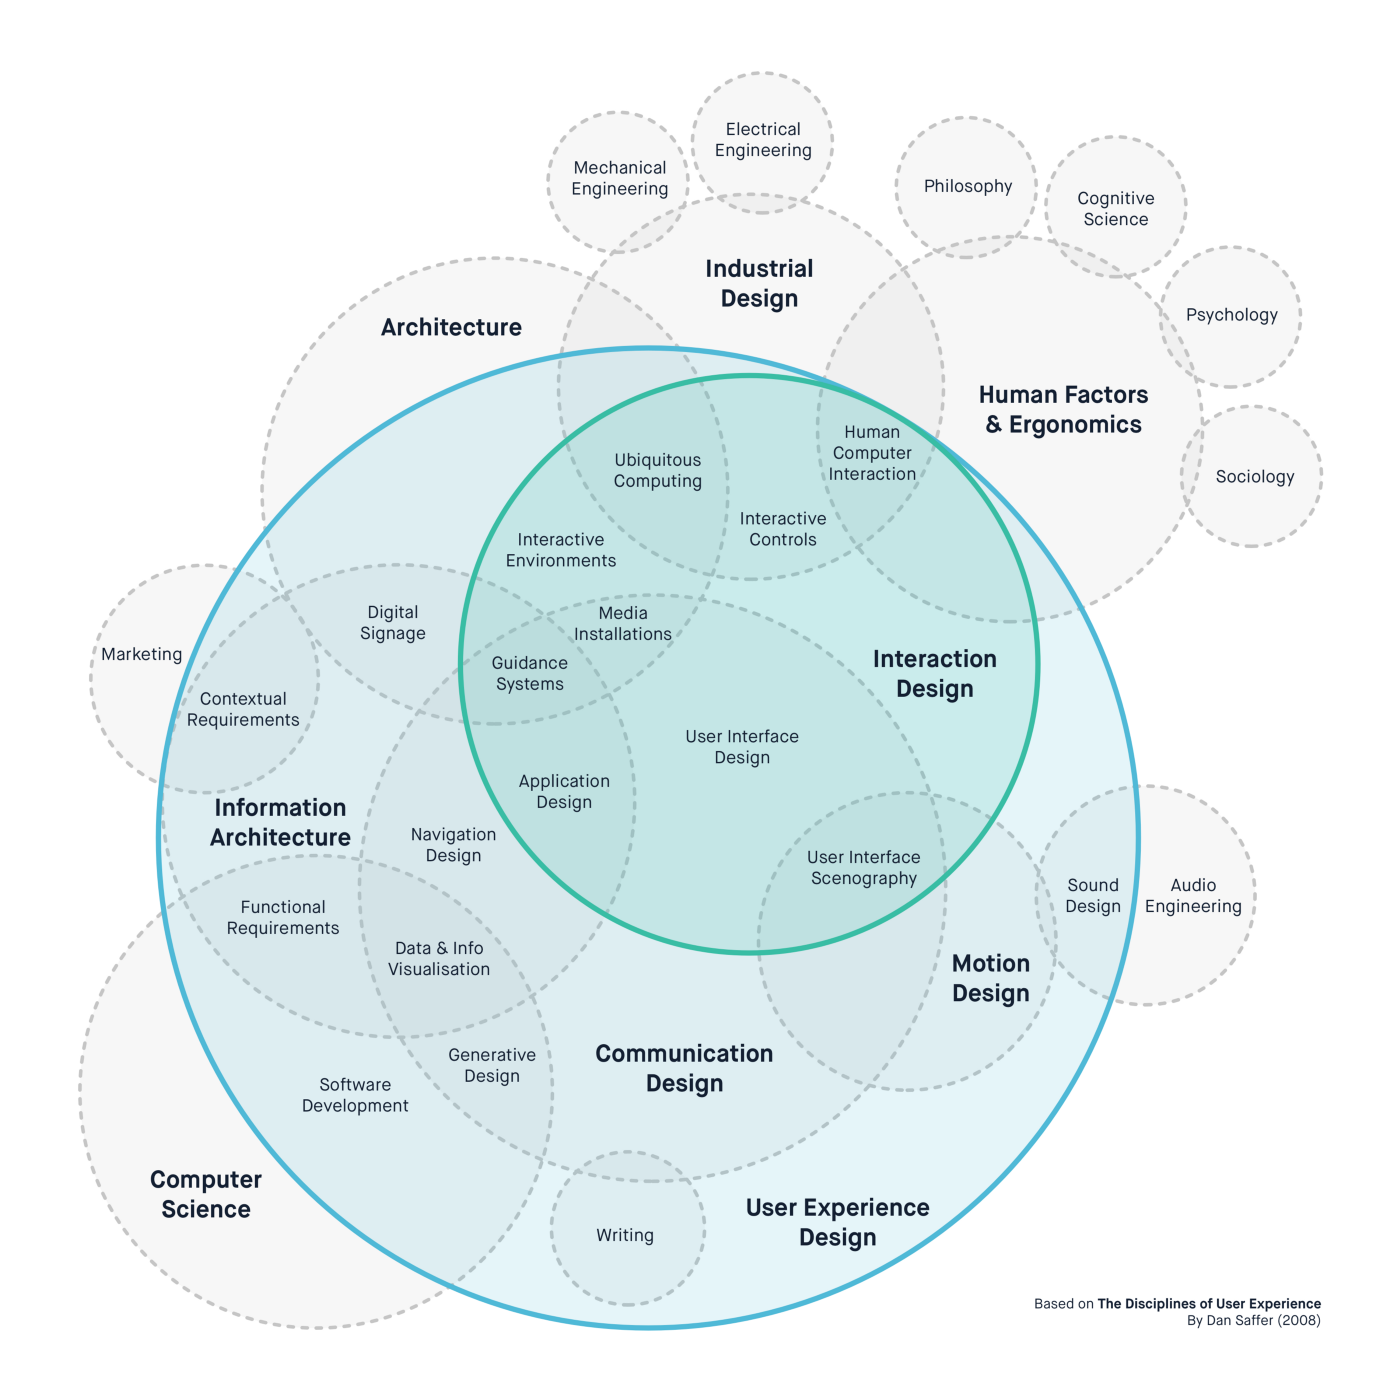 Electrical
Engineering
Mechanical
Engineering
Philosophy
Cognitive
Science
Industrial
Design
Architecture
Psychology
Human Factors
& Ergonomics
Human
Computer
Interaction
Ubiquitous
Computing
Sociology
Interactive
Controls
Interactive
Environments
Digital
Signage
Media
Installations
Marketing
Guidance
Systems
Interaction
Design
Contextual
Requirements
User Interface
Design
Application
Design
Information
Architecture
Navigation
Design
User Interface
Scenography
Sound
Design
Audio
Engineering
Functional
Requirements
Data & Info
Visualisation
Motion
Design
Generative
Design
Communication
Design
Software
Development
Computer
Science
User Experience
Design
Writing
Based on The Disciplines of User Experience
By Dan Saffer (2008)